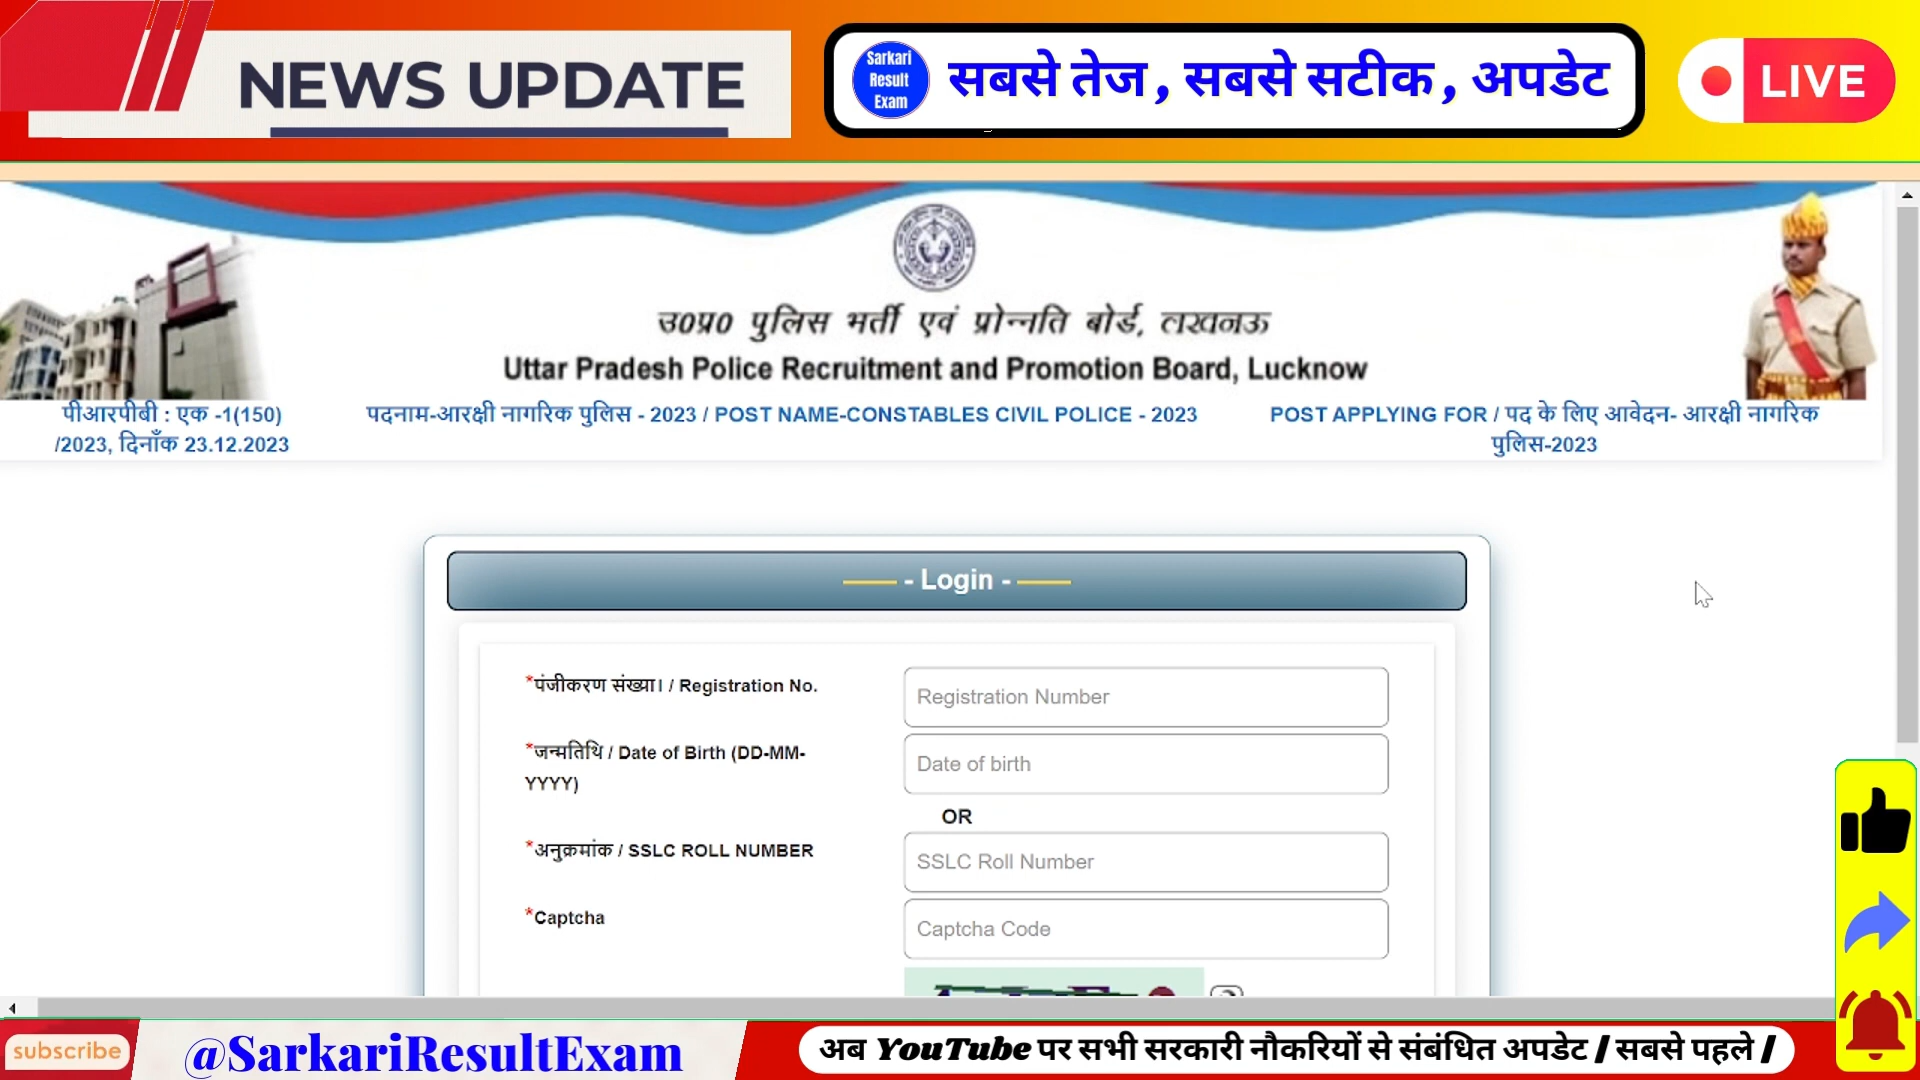 NEWS UPDATE
Sarkari
Result
Exam
सबसे तेज , सबसे सटीक , अपडेट
LIVE
उ0प्र0 पुलिस भर्ती एवं प्रोन्नति बोर्ड, लखनऊ
Uttar Pradesh Police Recruitment and Promotion Board, Lucknow
पीआरपीबी : एक -1(150)
/2023, दिनाँक 23.12.2023
पदनाम-आरक्षी नागरिक पुलिस - 2023 / POST NAME-CONSTABLES CIVIL POLICE - 2023
POST APPLYING FOR / पद के लिए आवेदन- आरक्षी नागरिक
पुलिस-2023
- Login -
*पंजीकरण संख्या। / Registration No.
Registration Number
*जन्मतिथि / Date of Birth (DD-MM-
YYYY)
Date of birth
OR
*अनुक्रमांक / SSLC ROLL NUMBER
SSLC Roll Number
*Captcha
Captcha Code
subscribe
@SarkariResultExam
अब YouTube पर सभी सरकारी नौकरियों से संबंधित अपडेट / सबसे पहले /